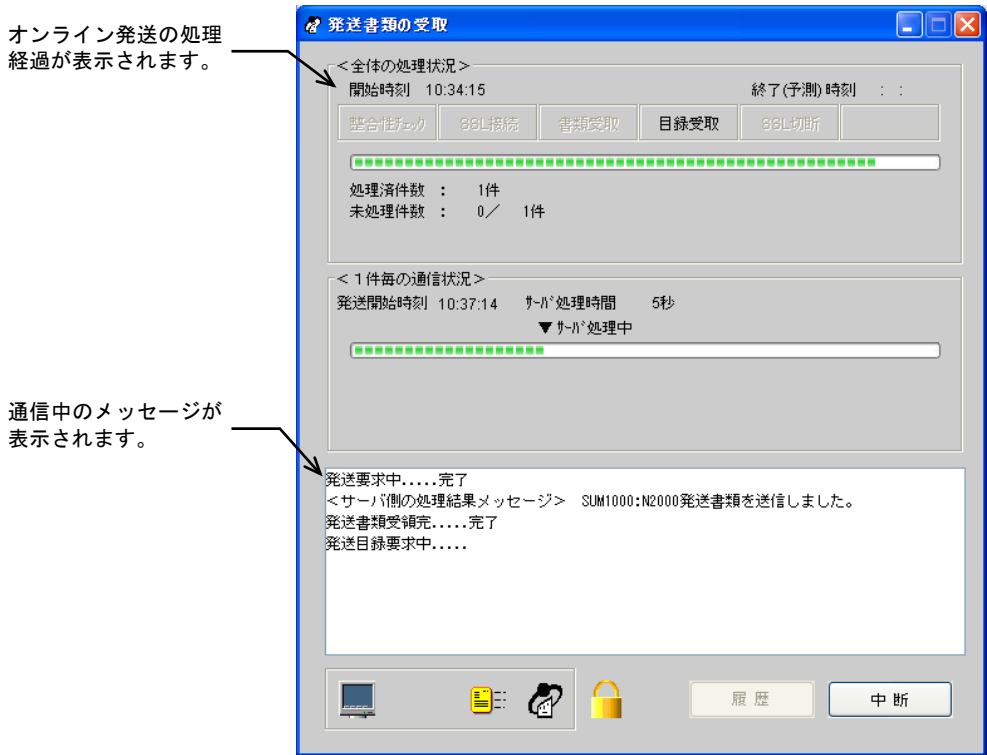 オンライン発送の処理
経過が表示されます。
発送書類の受取
<全体の処理状況>
開始時刻 10:34:15 終了(予測)時刻 : :
整合性ﾁｪｯｸ SSL接続 書類受取 目録受取 SSL切断
処理済件数 : 1件
未処理件数 : 0／ 1件
<１件毎の通信状況>
発送開始時刻 10:37:14 ｻｰﾊﾞ処理時間 5秒
▼ｻｰﾊﾞ処理中
通信中のメッセージが
表示されます。
発送要求中.....完了
<サーバ側の処理結果メッセージ> SUM1000:N2000発送書類を送信しました。
発送書類受領完.....完了
発送目録要求中.....
履歴 中断